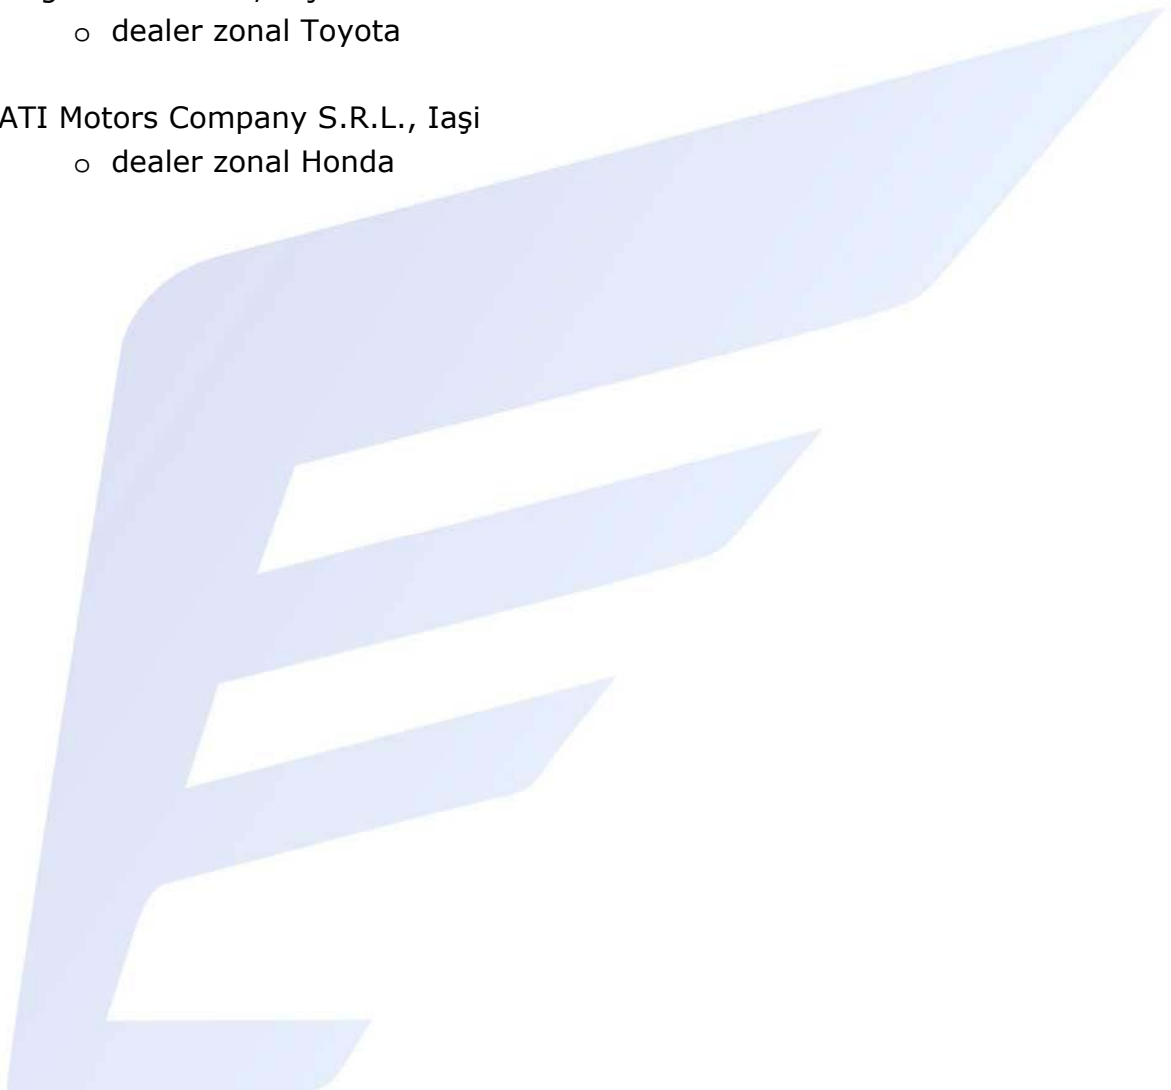 o dealer zonal Toyota
ATI Motors Company S.R.L., Iaşi
o dealer zonal Honda